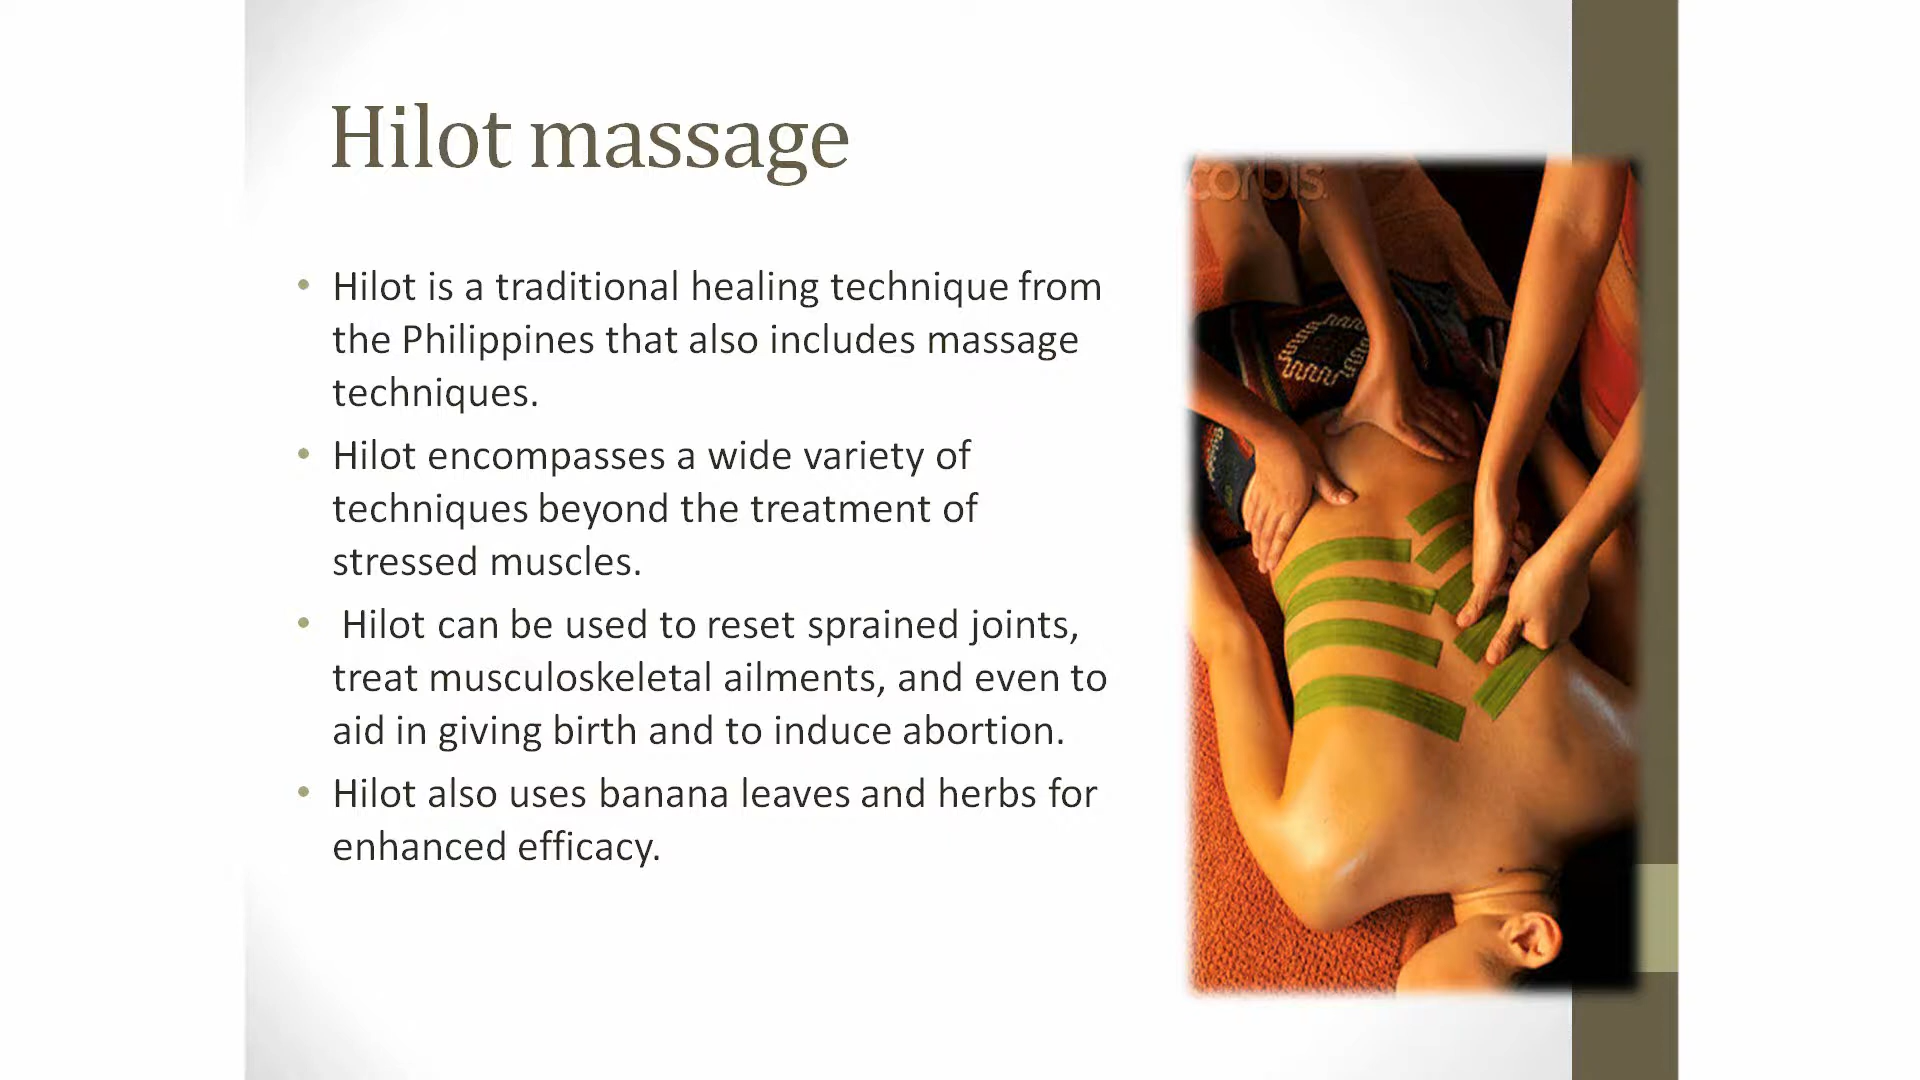 Hilot massage
corbis.
• Hilot is a traditional healing technique from
the Philippines that also includes massage
techniques.
• Hilot encompasses a wide variety of
techniques beyond the treatment of
stressed muscles.
• Hilot can be used to reset sprained joints,
treat musculoskeletal ailments, and even to
aid in giving birth and to induce abortion.
• Hilot also uses banana leaves and herbs for
enhanced efficacy.